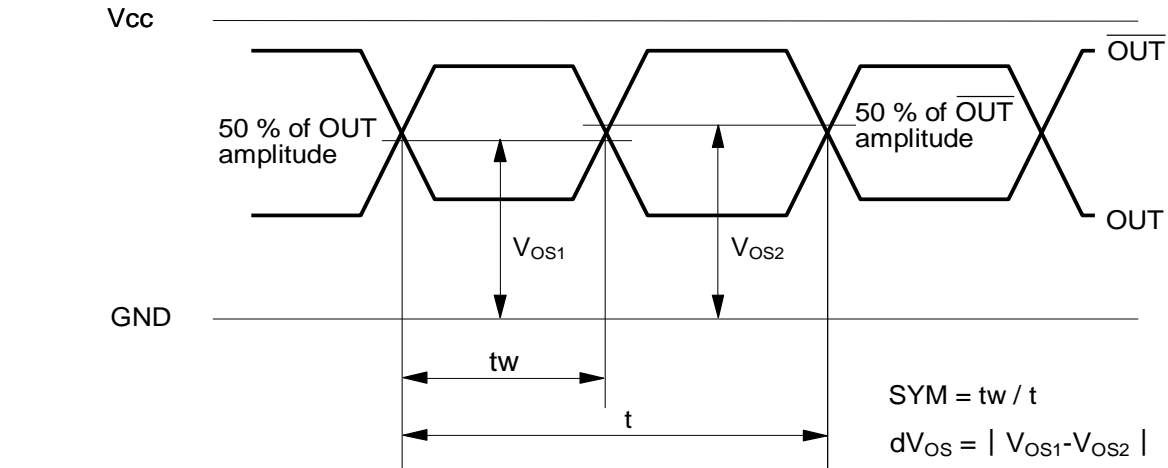 Vcc
OUT
50 % of OUT
amplitude
50 % of OUT
amplitude
OUT
VOS1
VOS2
GND
tw
t
SYM = tw / t
dVOS = | VOS1-VOS2 |